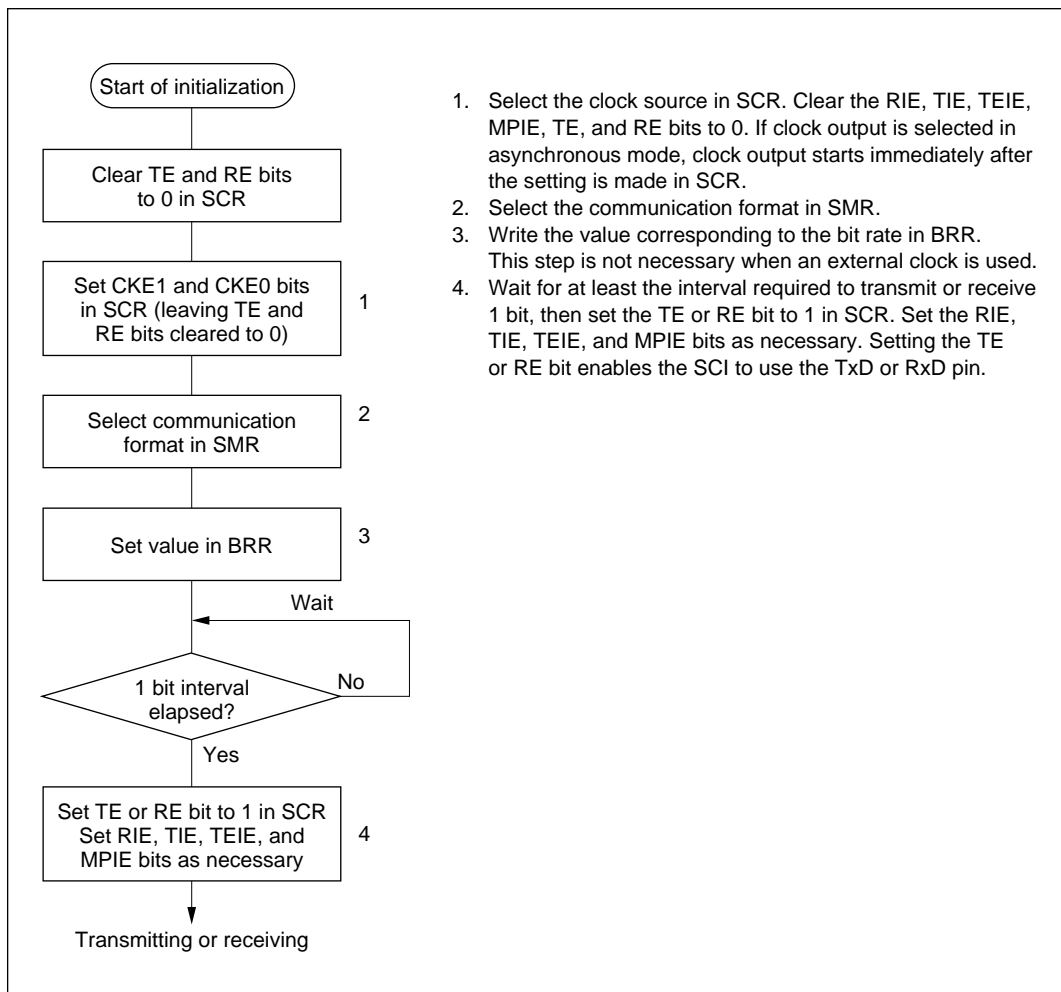 Start of initialization
Clear TE and RE bits
to 0 in SCR
Set CKE1 and CKE0 bits
in SCR (leaving TE and
RE bits cleared to 0)
1
Select communication
format in SMR
2
Set value in BRR
3
Wait
1 bit interval
elapsed?
No
Yes
Set TE or RE bit to 1 in SCR
Set RIE, TIE, TEIE, and
MPIE bits as necessary
4
Transmitting or receiving
1. Select the clock source in SCR. Clear the RIE, TIE, TEIE,
MPIE, TE, and RE bits to 0. If clock output is selected in
asynchronous mode, clock output starts immediately after
the setting is made in SCR.
2. Select the communication format in SMR.
3. Write the value corresponding to the bit rate in BRR.
This step is not necessary when an external clock is used.
4. Wait for at least the interval required to transmit or receive
1 bit, then set the TE or RE bit to 1 in SCR. Set the RIE,
TIE, TEIE, and MPIE bits as necessary. Setting the TE
or RE bit enables the SCI to use the TxD or RxD pin.